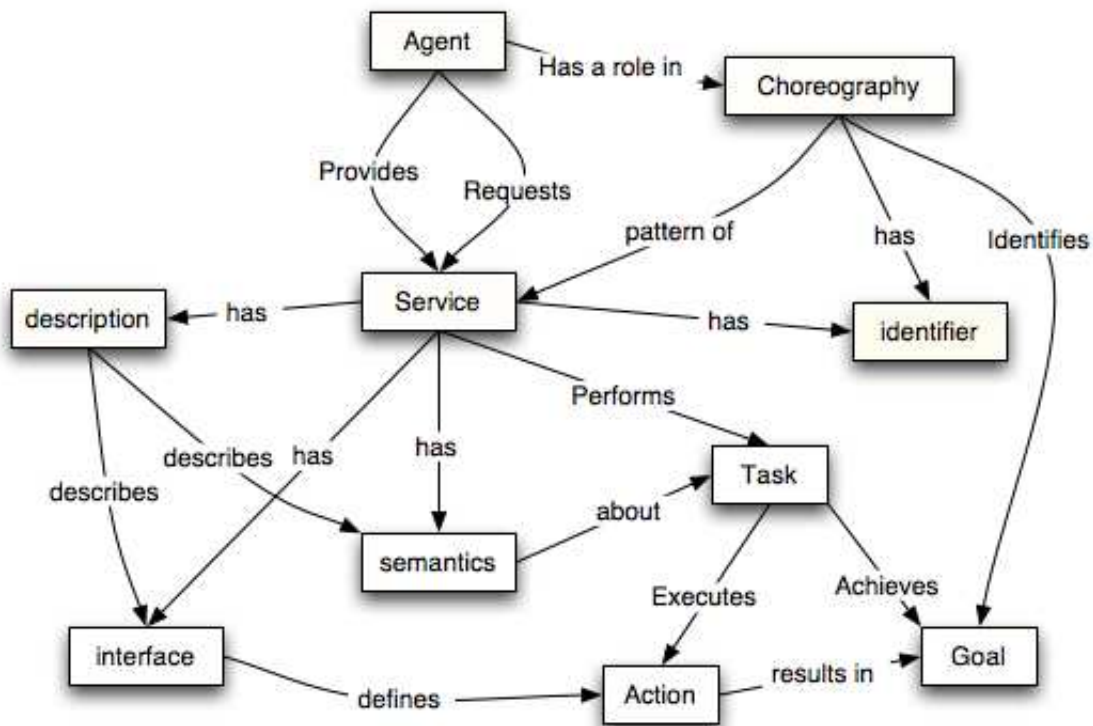 Agent
Has a role in
Choreography
Provides
Requests
pattern of
has
Identifies
description
has
Service
has
identifier
Performs
describes
has
has
describes
Task
about
semantics
Executes
Achieves
interface
defines
Action
results in
Goal